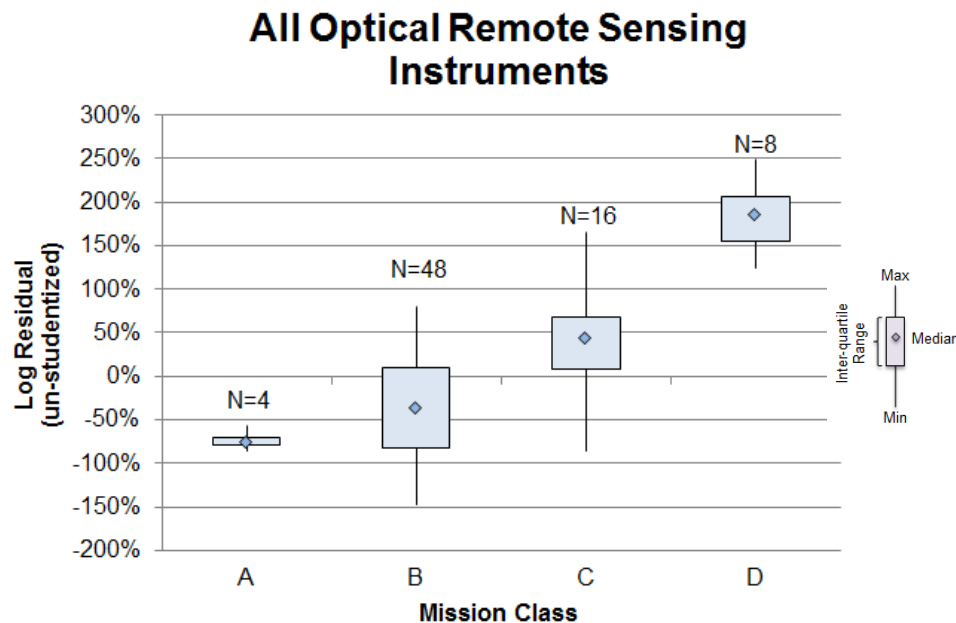 All Optical Remote Sensing
Instruments
Log Residual
(un-studentized)
300%
250%
200%
150%
100%
50%
0%
-50%
-100%
-150%
-200%
N=4
N=48
N=16
N=8
A
B
C
D
Mission Class
Max
Inter-quartile
Range
Median
Min